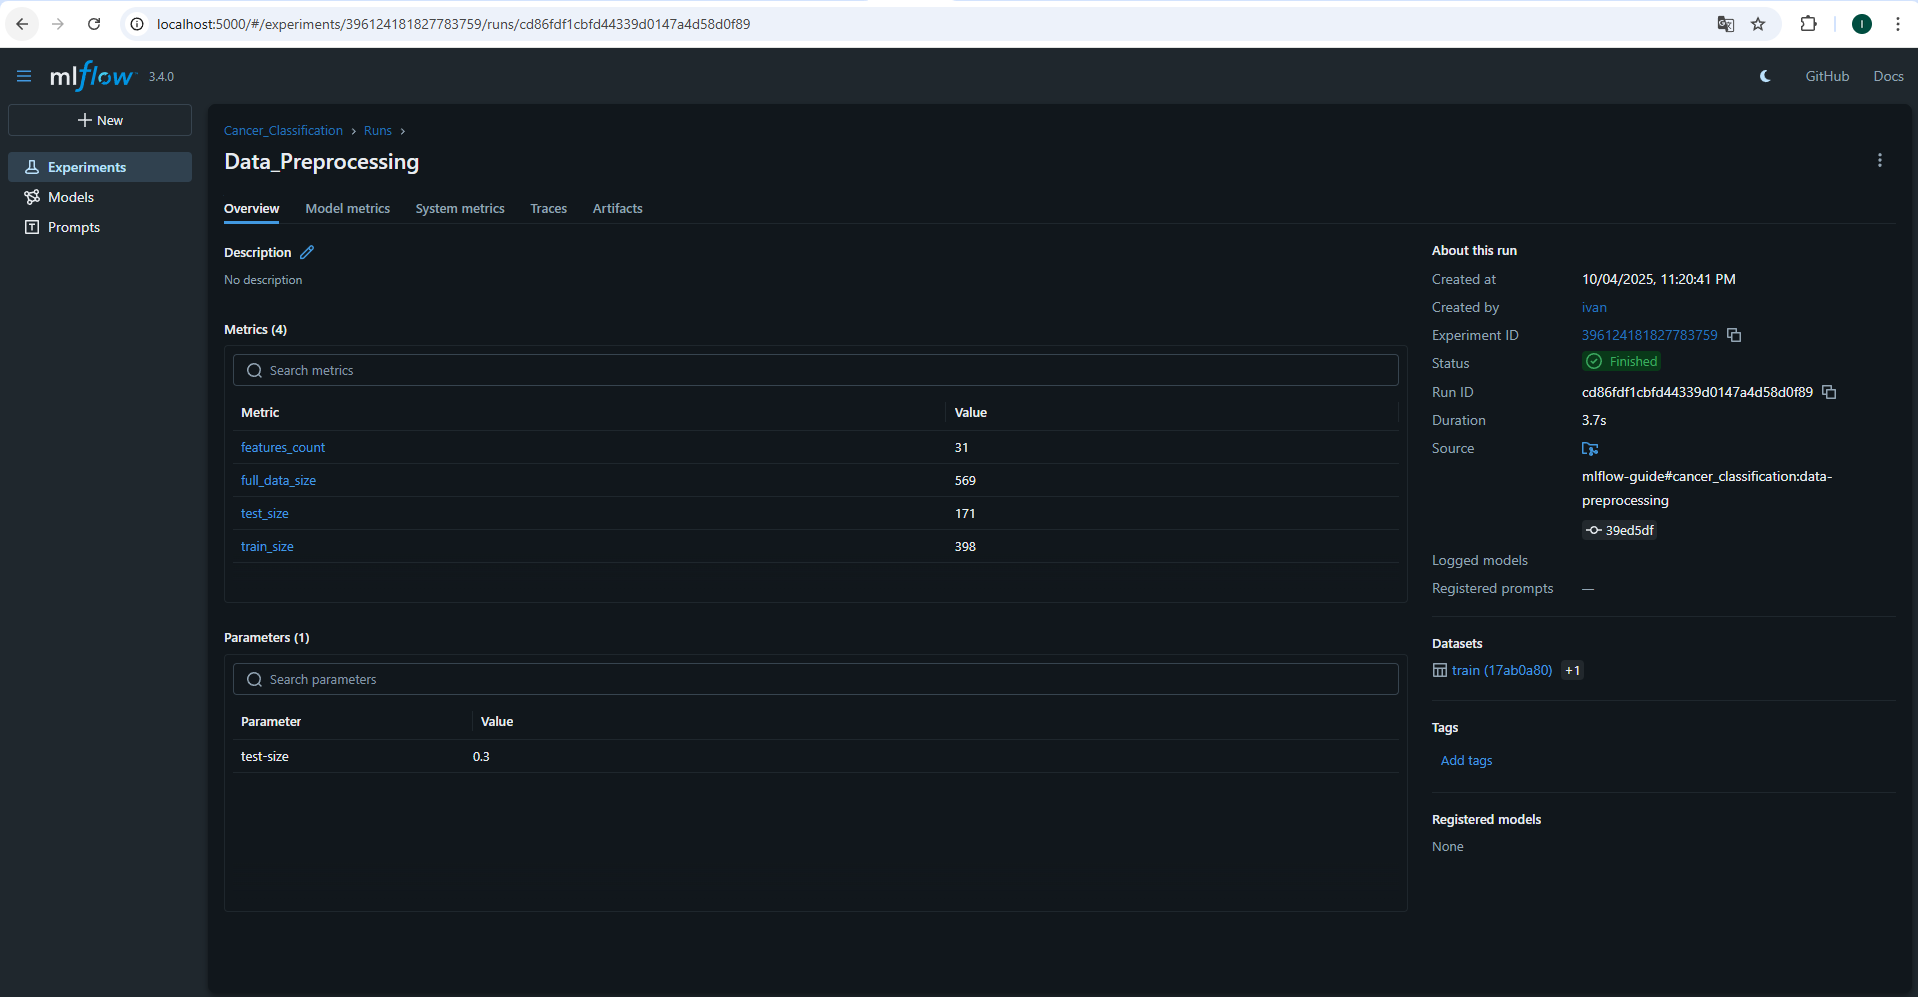 localhost:5000/#/experiments/396124181827783759/runs/cd86fdf1cbfd44339d0147a4d58d0f89
I
mlflow 3.4.0
GitHub
Docs
New
Experiments
Models
Prompts
Cancer_Classification › Runs ›
Data_Preprocessing
Overview
Model metrics
System metrics
Traces
Artifacts
Description
No description
Metrics (4)
Search metrics
Metric Value
features_count 31
full_data_size 569
test_size 171
train_size 398
Parameters (1)
Search parameters
Parameter Value
test-size 0.3
About this run
Created at 10/04/2025, 11:20:41 PM
Created by ivan
Experiment ID 396124181827783759
Status Finished
Run ID cd86fdf1cbfd44339d0147a4d58d0f89
Duration 3.7s
Source
mlflow-guide#cancer_classification:data-
preprocessing
39ed5df
Logged models
Registered prompts —
Datasets
train (17ab0a80) +1
Tags
Add tags
Registered models
None